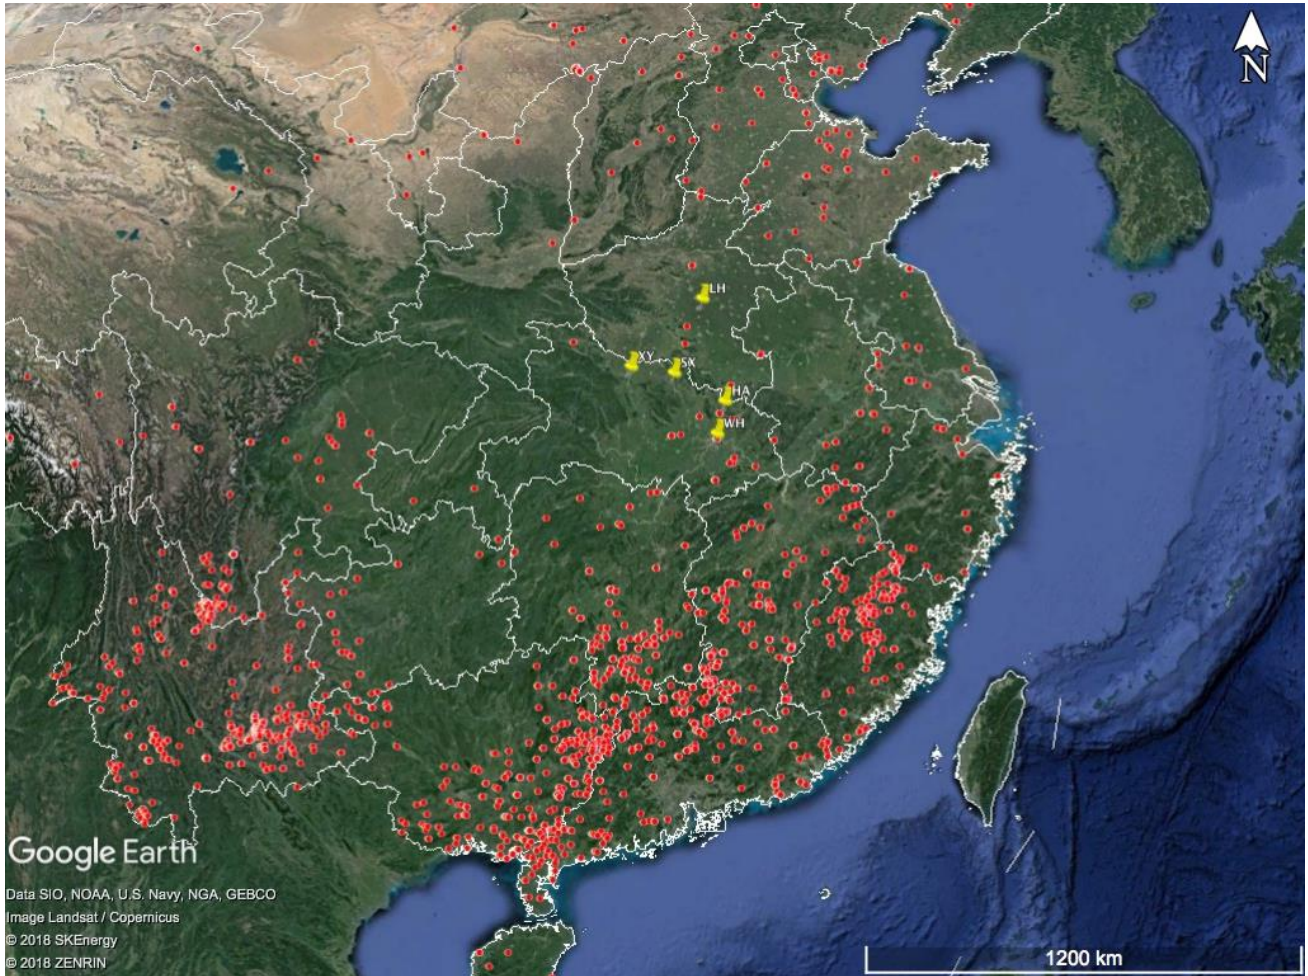 N
LH
XY
SX
HA
WH
Google Earth
Data SIO, NOAA, U.S. Navy, NGA, GEBCO
Image Landsat / Copernicus
© 2018 SKEnergy
© 2018 ZENRIN
1200 km